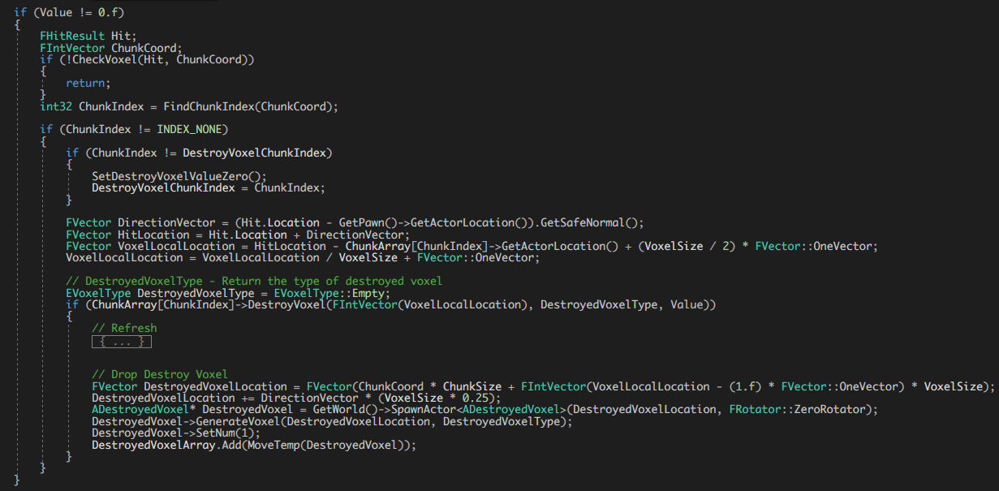 if (Value != 0.f)
{
    FHitResult Hit;
    FIntVector ChunkCoord;
    if (!CheckVoxel(Hit, ChunkCoord))
    {
        return;
    }
    int32 ChunkIndex = FindChunkIndex(ChunkCoord);

    if (ChunkIndex != INDEX_NONE)
    {
        if (ChunkIndex != DestroyVoxelChunkIndex)
        {
            SetDestroyVoxelValueZero();
            DestroyVoxelChunkIndex = ChunkIndex;
        }

        FVector DirectionVector = (Hit.Location - GetPawn()->GetActorLocation()).GetSafeNormal();
        FVector HitLocation = Hit.Location + DirectionVector;
        FVector VoxelLocalLocation = HitLocation - ChunkArray[ChunkIndex]->GetActorLocation() + (VoxelSize / 2) * FVector::OneVector;
        VoxelLocalLocation = VoxelLocalLocation / VoxelSize + FVector::OneVector;

        // DestroyedVoxelType - Return the type of destroyed voxel
        EVoxelType DestroyedVoxelType = EVoxelType::Empty;
        if (ChunkArray[ChunkIndex]->DestroyVoxel(FIntVector(VoxelLocalLocation), DestroyedVoxelType, Value))
        {
            // Refresh
            { ... }

            // Drop Destroy Voxel
            FVector DestroyedVoxelLocation = FVector(ChunkCoord * ChunkSize + FIntVector(VoxelLocalLocation - (1.f) * FVector::OneVector) * VoxelSize);
            DestroyedVoxelLocation += DirectionVector * (VoxelSize * 0.25);
            ADestroyedVoxel* DestroyedVoxel = GetWorld()->SpawnActor<ADestroyedVoxel>(DestroyedVoxelLocation, FRotator::ZeroRotator);
            DestroyedVoxel->GenerateVoxel(DestroyedVoxelLocation, DestroyedVoxelType);
            DestroyedVoxel->SetNum(1);
            DestroyedVoxelArray.Add(MoveTemp(DestroyedVoxel));
        }
    }
}